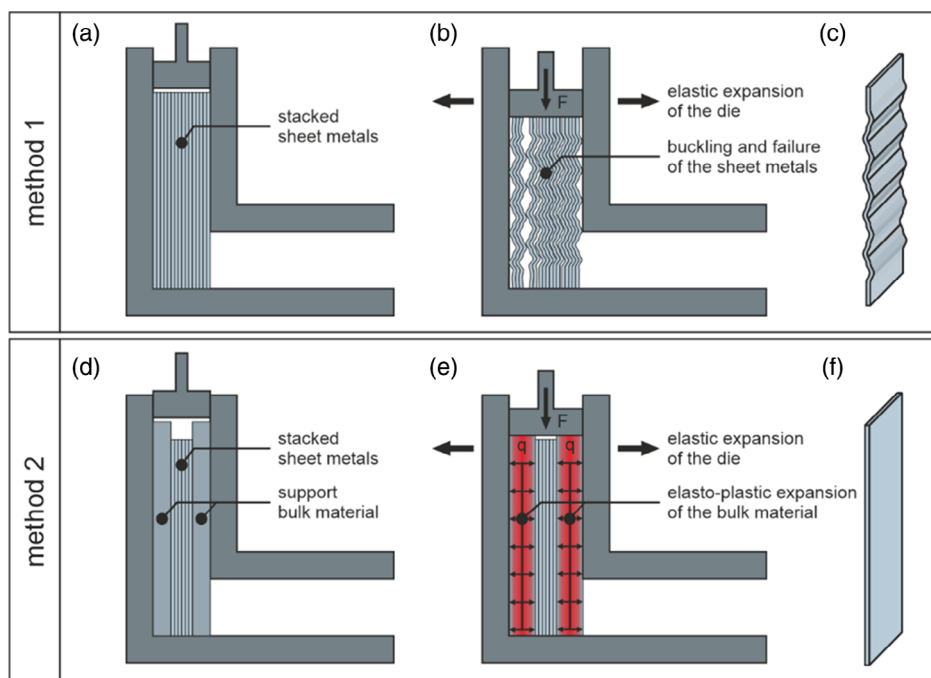 method 1
(a)
stacked
sheet metals
(b)
F
elastic expansion
of the die
buckling and failure
of the sheet metals
(c)
method 2
(d)
stacked
sheet metals
support
bulk material
(e)
F
q
q
elastic expansion
of the die
elasto-plastic expansion
of the bulk material
(f)